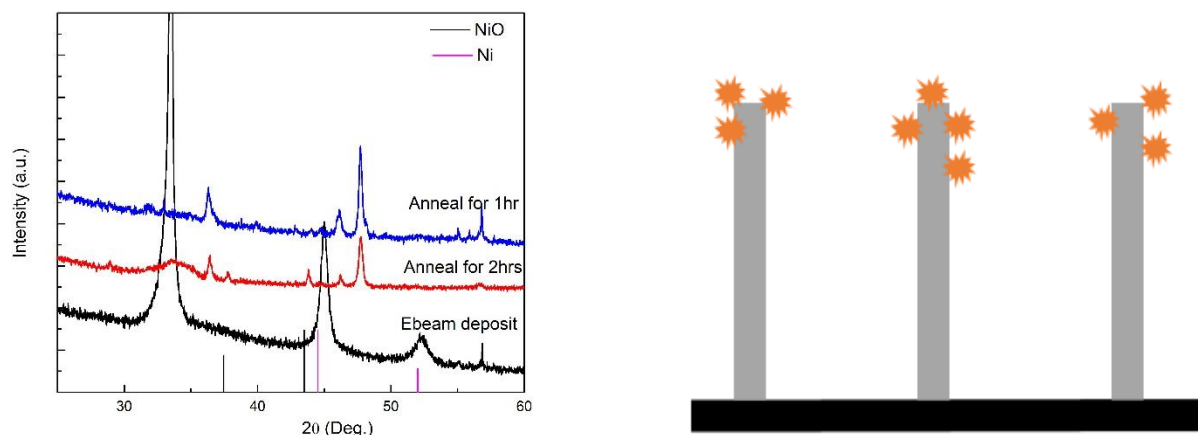 NiO
Ni
Intensity (a.u.)
Anneal for 1hr
Anneal for 2hrs
Ebeam deposit
30 40 50 60
2θ (Deg.)